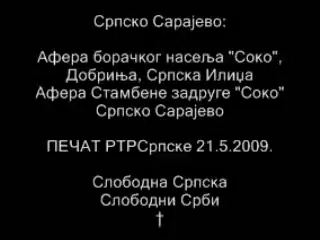 Српско Сарајево:
Афера борачког насеља "Соко",
Добриња, Српска Илиџа
Афера Стамбене задруге "Соко"
Српско Сарајево
ПЕЧАТ РТРСрпске 21.5.2009.
Слободна Српска
Слободни Срби
†